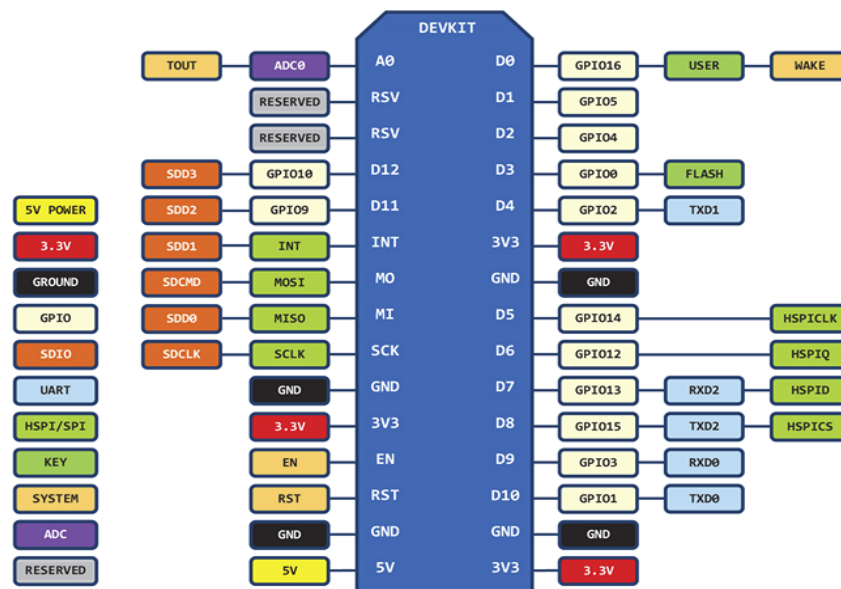 DEVKIT
TOUT ADC0 A0 D0 GPIO16 USER WAKE
RESERVED RSV D1 GPIO5
RESERVED RSV D2 GPIO4
SDD3 GPIO10 D12 D3 GPIO0 FLASH
5V POWER SDD2 GPIO9 D11 D4 GPIO2 TXD1
3.3V SDD1 INT INT 3V3 3.3V
GROUND SDCMD MOSI MO GND GND
GPIO SDD0 MISO MI D5 GPIO14 HSPICLK
SDIO SDCLK SCLK SCK D6 GPIO12 HSPIQ
UART GND GND D7 GPIO13 RXD2 HSPID
HSPI/SPI 3.3V 3V3 D8 GPIO15 TXD2 HSPICS
KEY EN EN D9 GPIO3 RXD0
SYSTEM RST RST D10 GPIO1 TXD0
ADC GND GND GND GND
RESERVED 5V 5V 3V3 3.3V